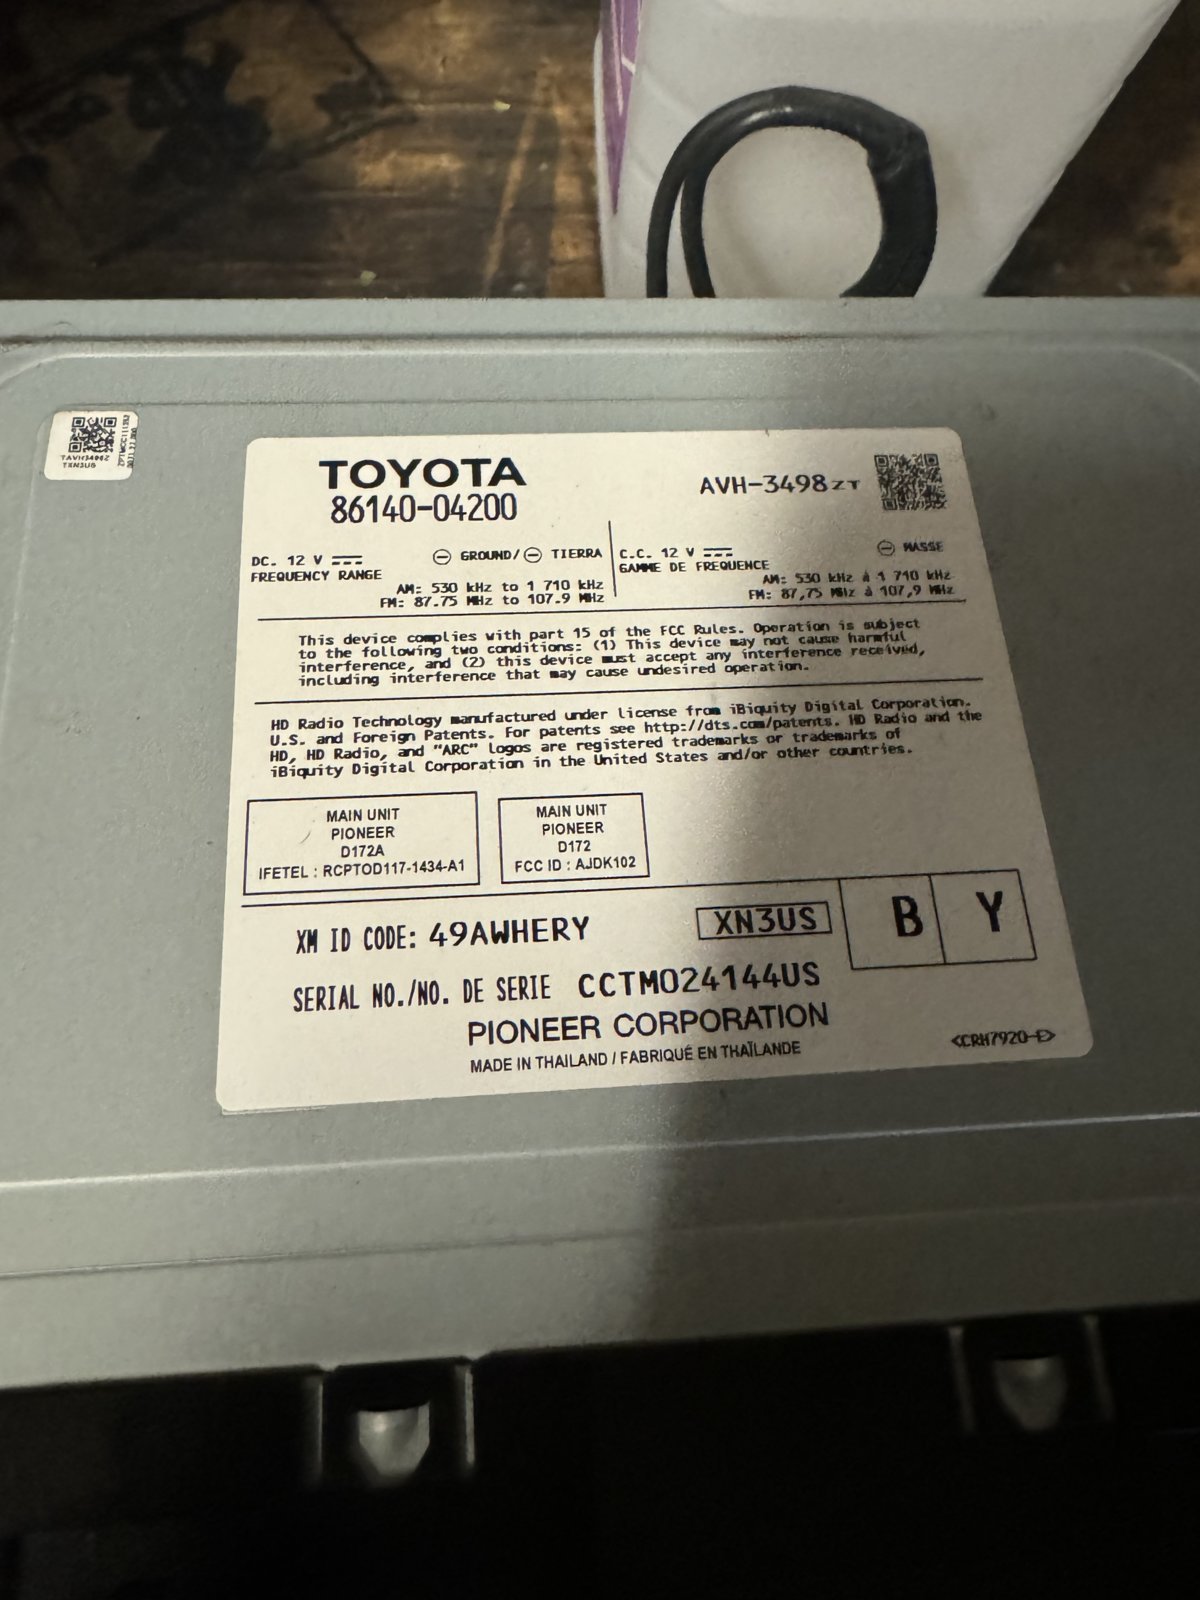 TAVH3498Z
TXN3US
TOYOTA
86140-04200
AVH-3498ZT
DC. 12 V
GROUND/ TIERRA
FREQUENCY RANGE
AM: 530 kHz to 1 710 kHz
FM: 87.75 MHz to 107.9 MHz
C.C. 12 V
MASSE
GAMME DE FREQUENCE
AM: 530 kHz à 1 710 kHz
FM: 87,75 MHz à 107,9 MHz
This device complies with part 15 of the FCC Rules. Operation is subject
to the following two conditions: (1) This device may not cause harmful
interference, and (2) this device must accept any interference received,
including interference that may cause undesired operation.
HD Radio Technology manufactured under license from iBiquity Digital Corporation.
U.S. and Foreign Patents. For patents see http://dts.com/patents. HD Radio and the
HD, HD Radio, and "ARC" logos are registered trademarks or trademarks of
iBiquity Digital Corporation in the United States and/or other countries.
MAIN UNIT
PIONEER
D172A
IFETEL : RCPTOD117-1434-A1
MAIN UNIT
PIONEER
D172
FCC ID : AJDK102
XM ID CODE: 49AWHERY
XN3US
B Y
SERIAL NO./NO. DE SERIE CCTM024144US
PIONEER CORPORATION
MADE IN THAILAND / FABRIQUÉ EN THAÏLANDE
<CRH7920-E>